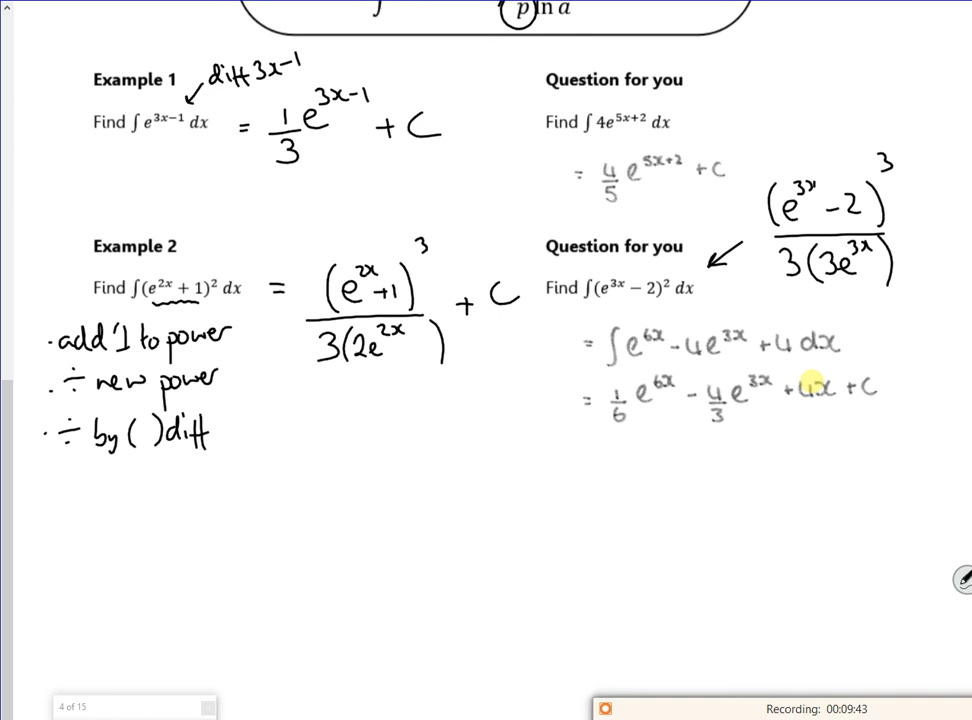 ∫ (p)ln a
Example 1
diff 3x-1
Find ∫ e^{3x-1} dx = 1/3 e^{3x-1} + C
Question for you
Find ∫ 4e^{5x+2} dx
= 4/5 e^{5x+2} + C
(e^{3x} - 2)^3 / 3(3e^{3x})
Example 2
Find ∫(e^{2x} + 1)^2 dx = (e^{2x} + 1)^3 / 3(2e^{2x}) + C
· add '1 to power
· ÷ new power
· ÷ by ( ) diff
Question for you
Find ∫(e^{3x} − 2)^2 dx
= ∫ e^{6x} - 4e^{3x} + 4 dx
= 1/6 e^{6x} - 4/3 e^{3x} + 4x + C
4 of 15
Recording: 00:09:43